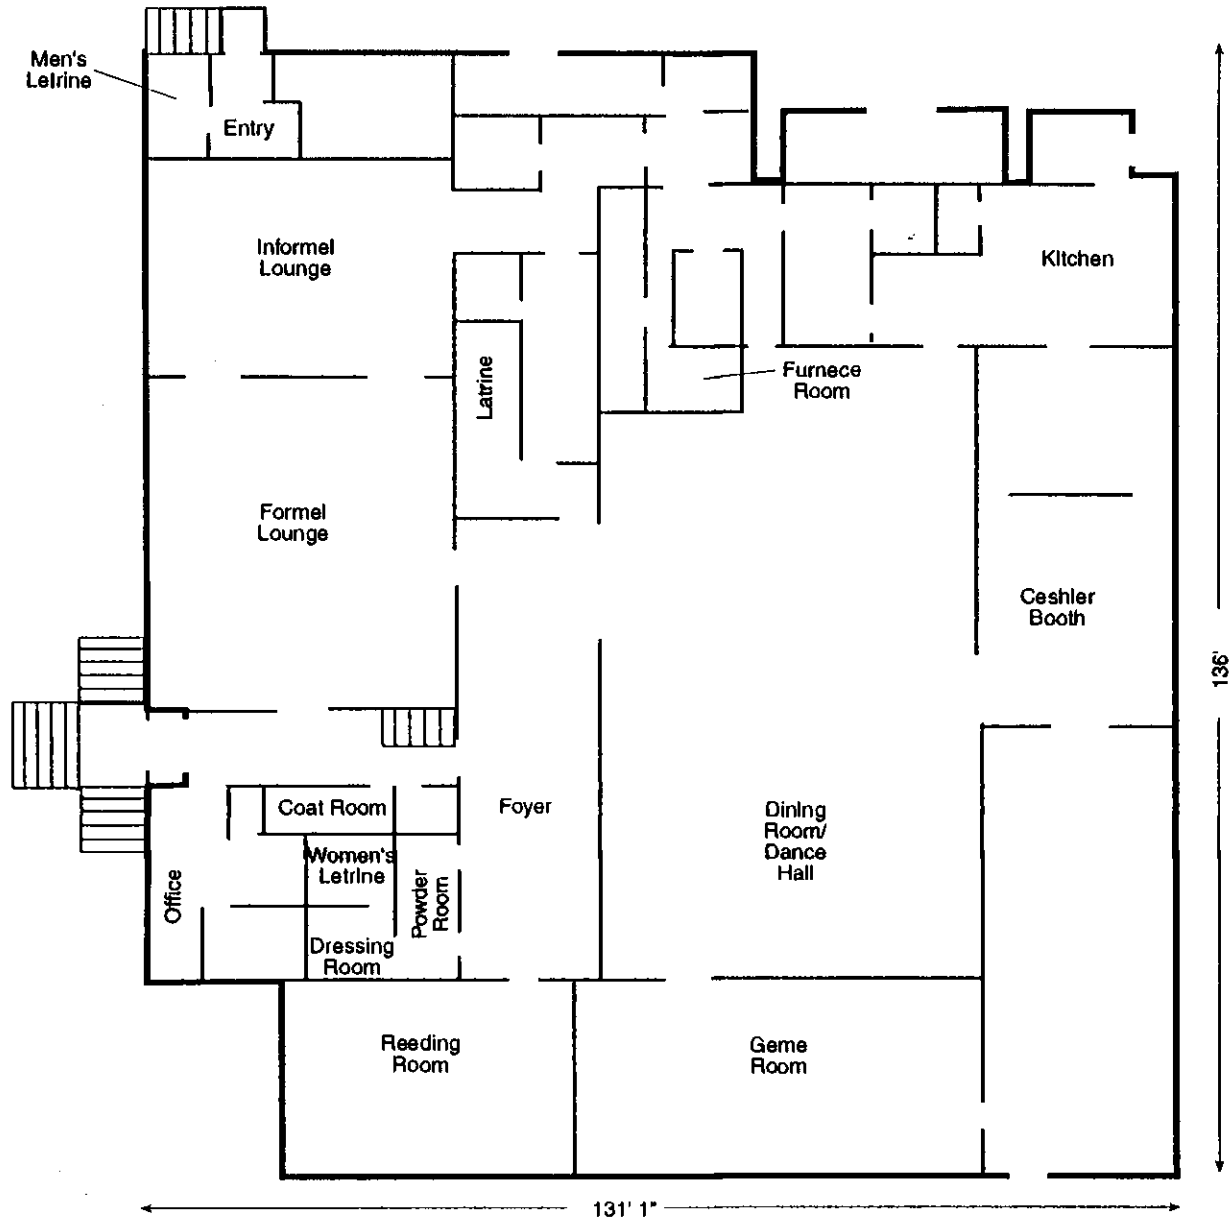 Men's
Letrine
Entry
Informel
Lounge
Kitchen
Latrine
Furnece
Room
Formel
Lounge
Ceshler
Booth
136'
Coat Room
Foyer
Dining
Room/
Dance
Hall
Women's
Letrine
Office
Powder
Room
Dressing
Room
Reeding
Room
Geme
Room
131' 1"